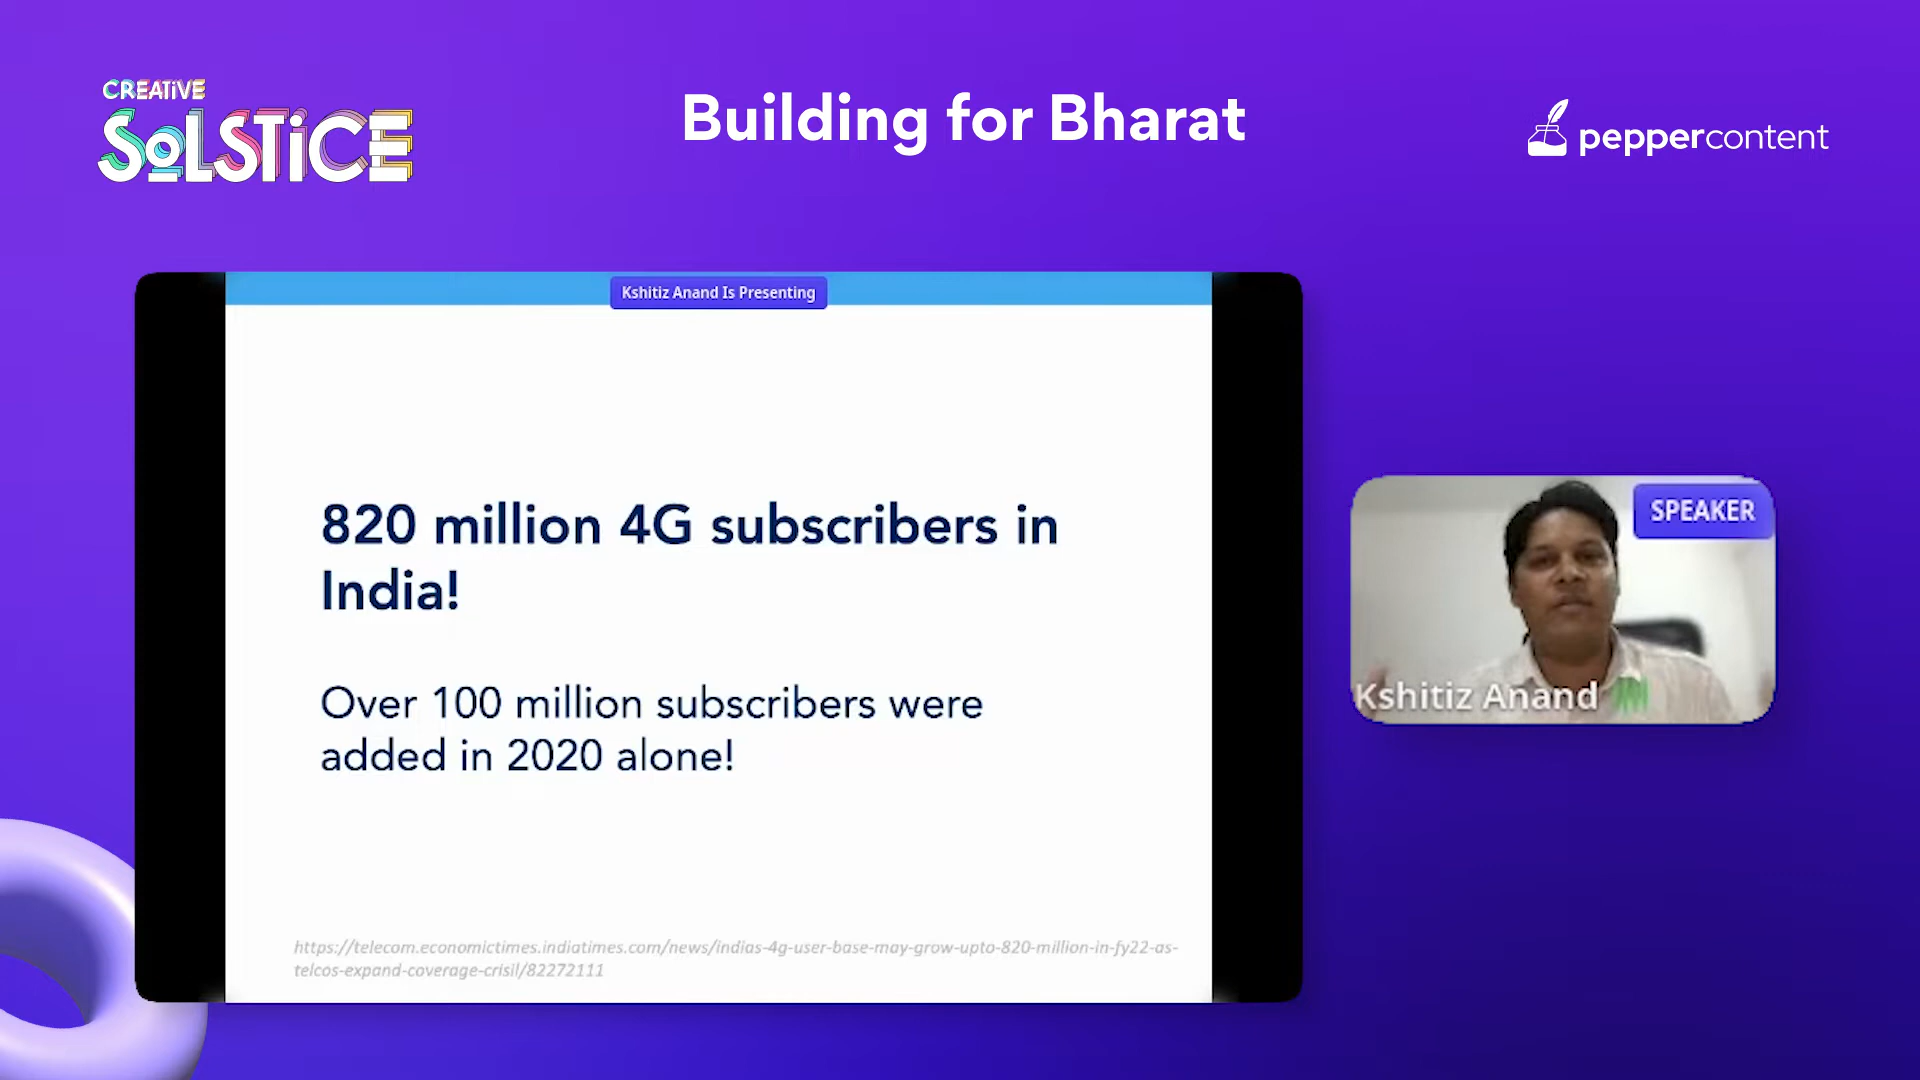 CREATiVE
SoLSTiCE
Building for Bharat
peppercontent
Kshitiz Anand Is Presenting
820 million 4G subscribers in
India!
Over 100 million subscribers were
added in 2020 alone!
https://telecom.economictimes.indiatimes.com/news/indias-4g-user-base-may-grow-upto-820-million-in-fy22-as-
telcos-expand-coverage-crisil/82272111
SPEAKER
Kshitiz Anand